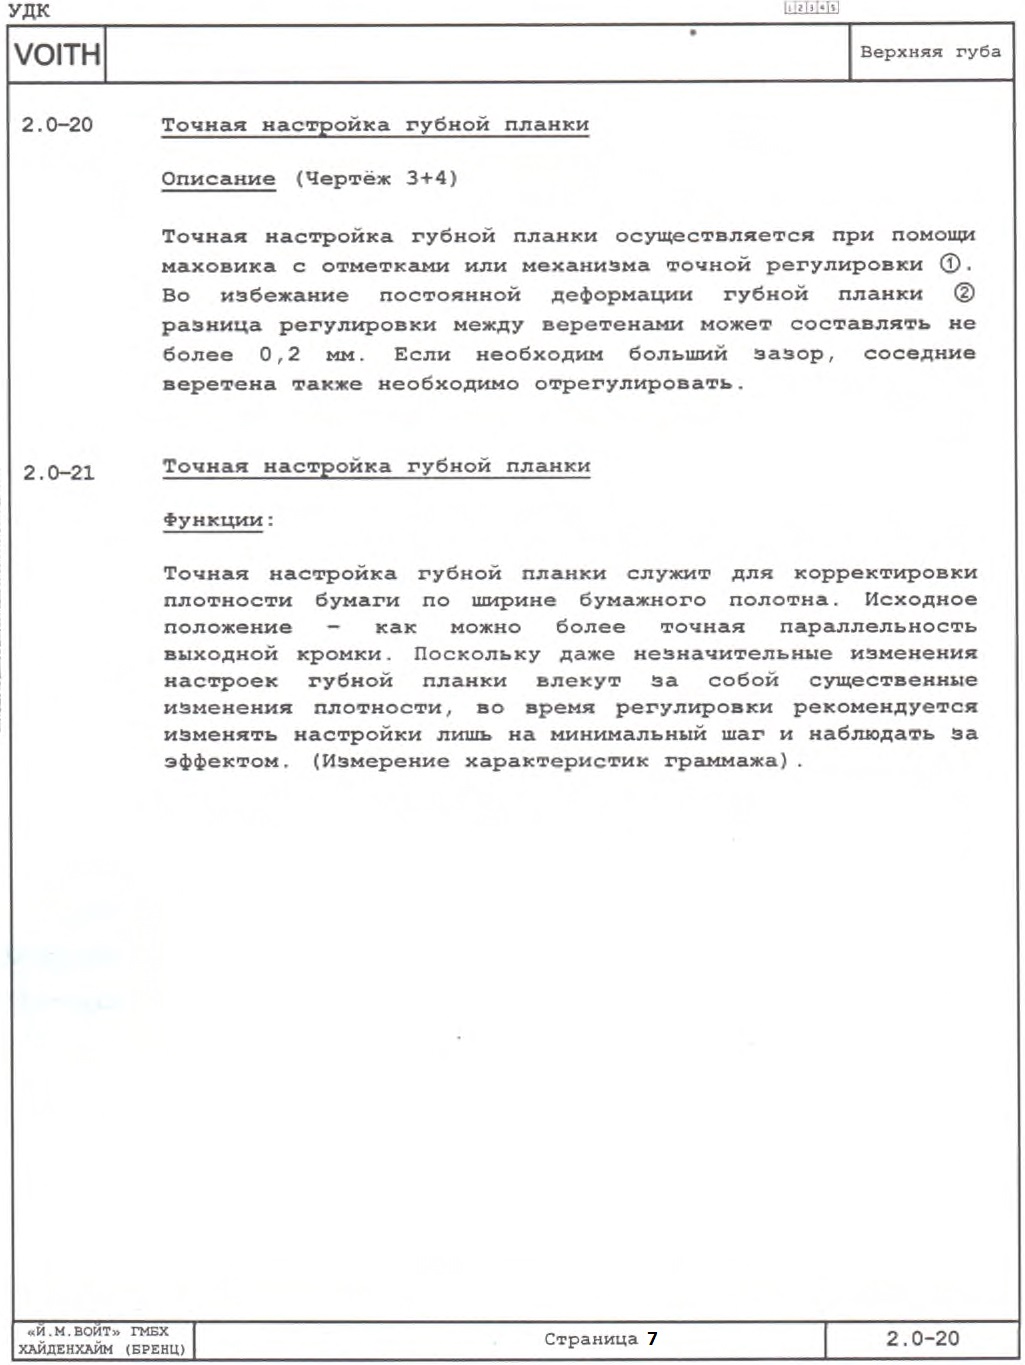 УДК
1 2 3 4 5
VOITH
Верхняя губа
2.0-20
Точная настройка губной планки
Описание (Чертёж 3+4)
Точная настройка губной планки осуществляется при помощи
маховика с отметками или механизма точной регулировки ①.
Во избежание постоянной деформации губной планки ②
разница регулировки между веретенами может составлять не
более 0,2 мм. Если необходим больший зазор, соседние
веретена также необходимо отрегулировать.
2.0-21
Точная настройка губной планки
Функции:
Точная настройка губной планки служит для корректировки
плотности бумаги по ширине бумажного полотна. Исходное
положение – как можно более точная параллельность
выходной кромки. Поскольку даже незначительные изменения
настроек губной планки влекут за собой существенные
изменения плотности, во время регулировки рекомендуется
изменять настройки лишь на минимальный шаг и наблюдать за
эффектом. (Измерение характеристик граммажа).
«Й.М.ВОЙТ» ГМБХ
ХАЙДЕНХАЙМ (БРЕНЦ)
Страница 7
2.0-20